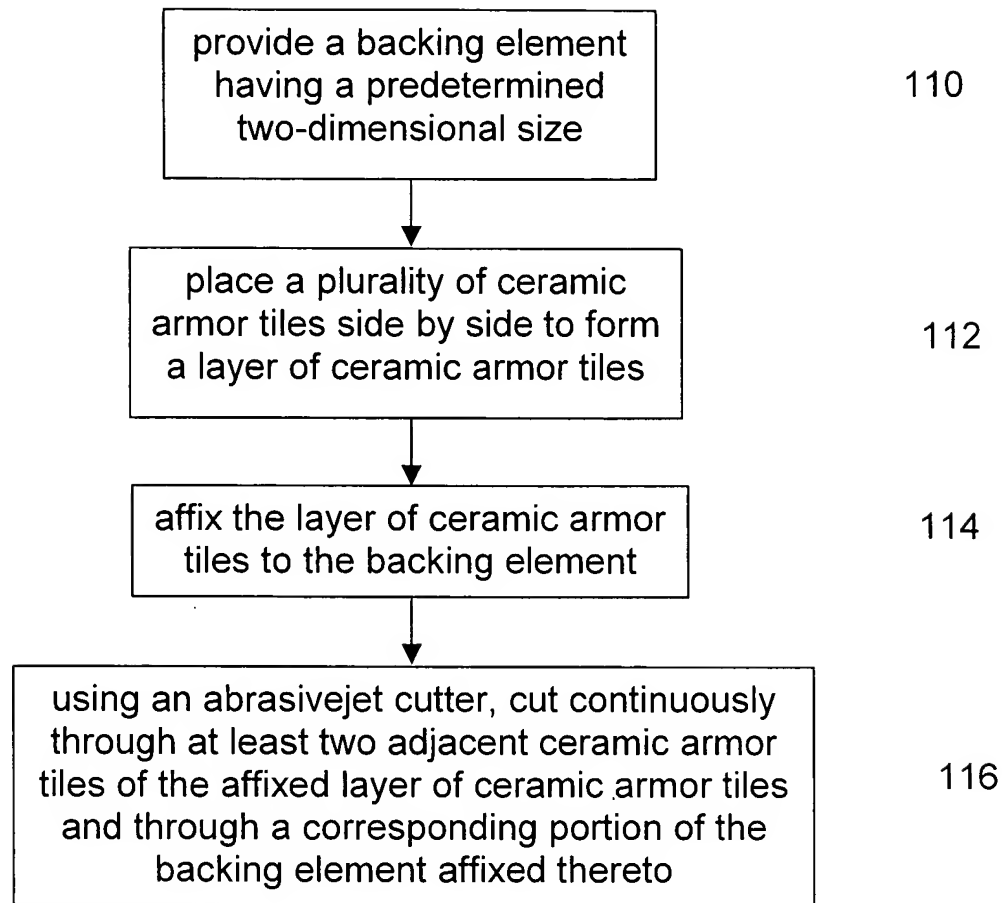 provide a backing element
having a predetermined
two-dimensional size
110
place a plurality of ceramic
armor tiles side by side to form
a layer of ceramic armor tiles
112
affix the layer of ceramic armor
tiles to the backing element
114
using an abrasivejet cutter, cut continuously
through at least two adjacent ceramic armor
tiles of the affixed layer of ceramic armor tiles
and through a corresponding portion of the
backing element affixed thereto
116